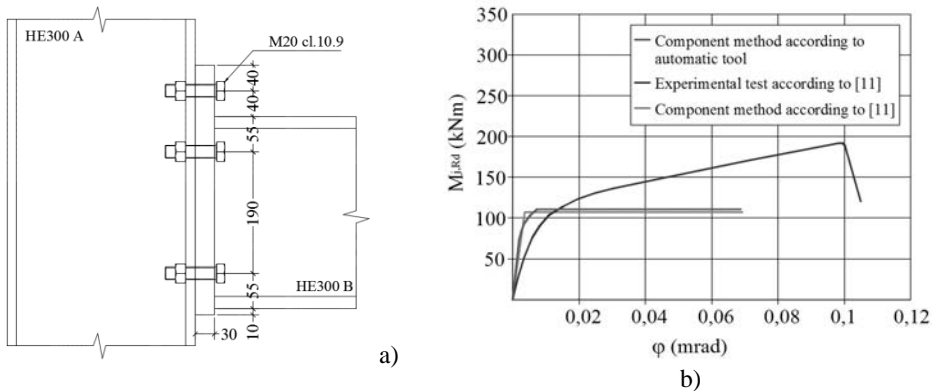 HE300 A
M20 cl.10.9
40
40
55
190
55
10
HE300 B
30
a)
350
300
250
200
150
100
50
M j,Rd (kNm)
Component method according to
automatic tool
Experimental test according to [11]
Component method according to [11]
0,02
0,04
0,06
0,08
0,1
0,12
φ (mrad)
b)